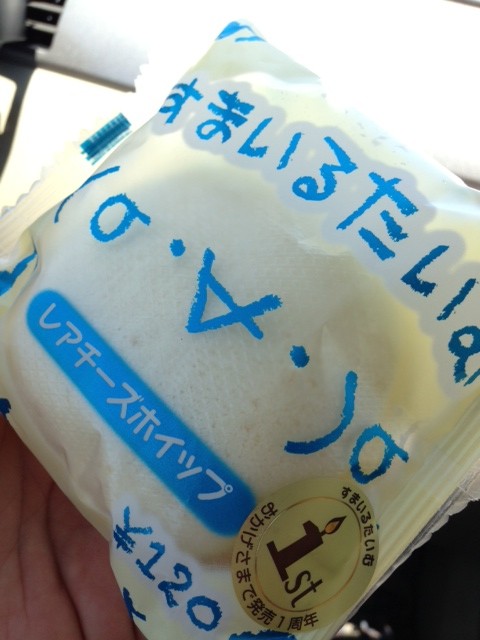 すまいるたいむ
(o・A・)o
レアチーズホイップ
¥120
すまいるたいむ
1st
おかげさまで発売1周年